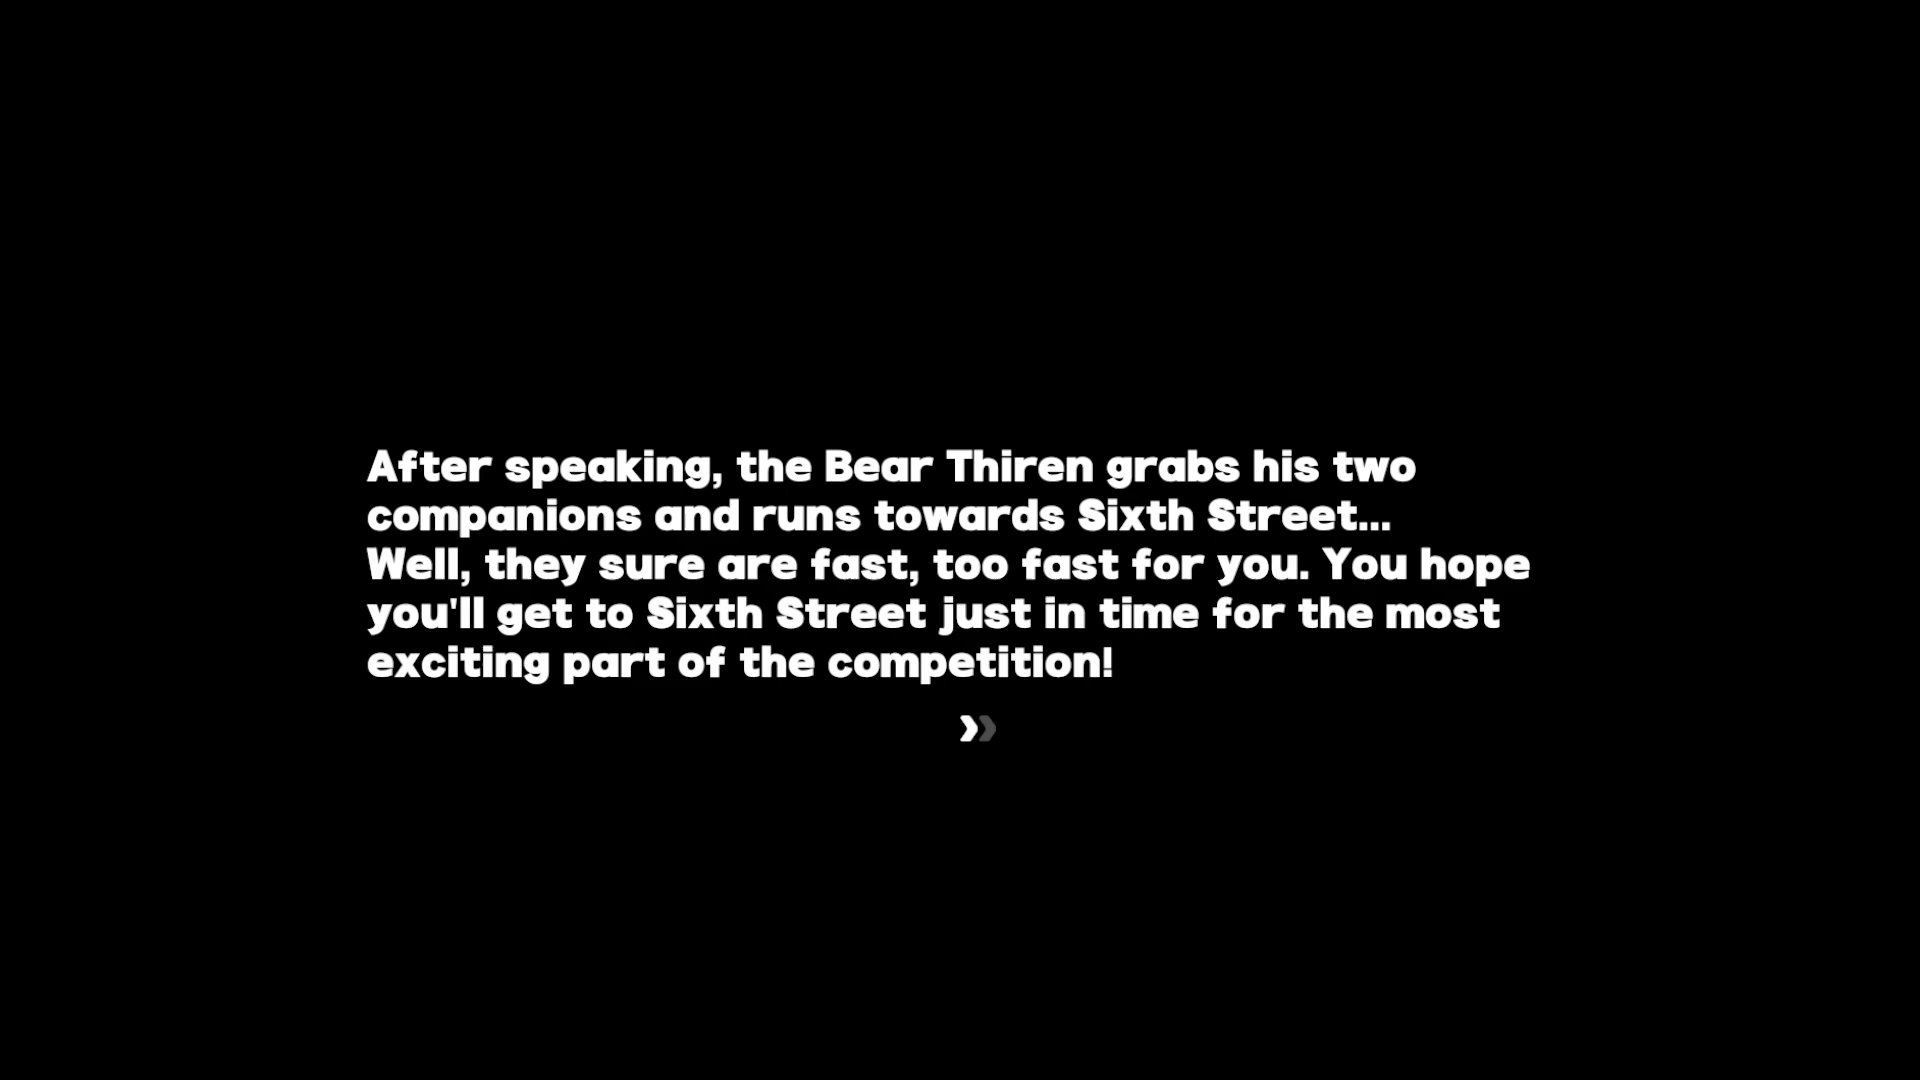 After speaking, the Bear Thiren grabs his two
companions and runs towards Sixth Street...
Well, they sure are fast, too fast for you. You hope
you'll get to Sixth Street just in time for the most
exciting part of the competition!